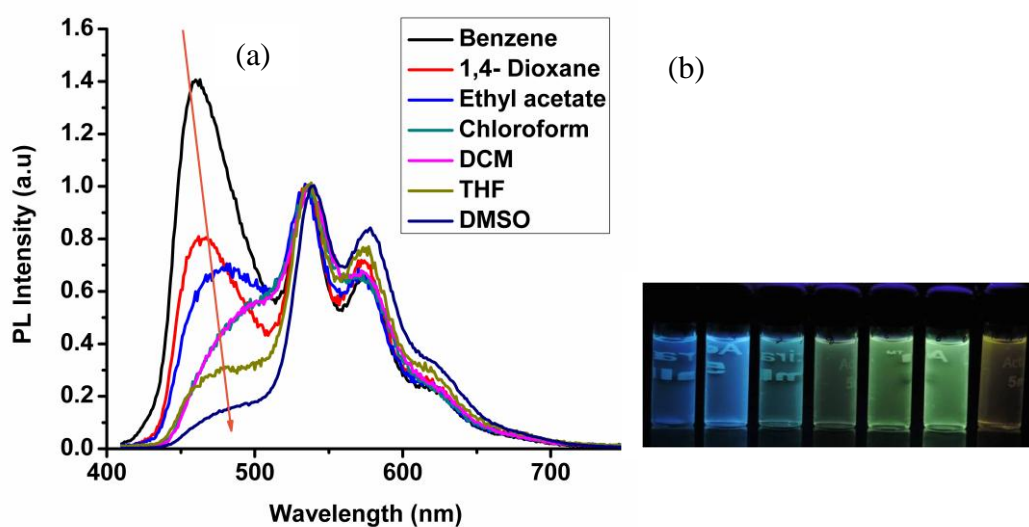 (a)
(b)
PL Intensity (a.u)
1.6
1.4
1.2
1.0
0.8
0.6
0.4
0.2
0.0
Benzene
1,4- Dioxane
Ethyl acetate
Chloroform
DCM
THF
DMSO
400
500
600
700
Wavelength (nm)